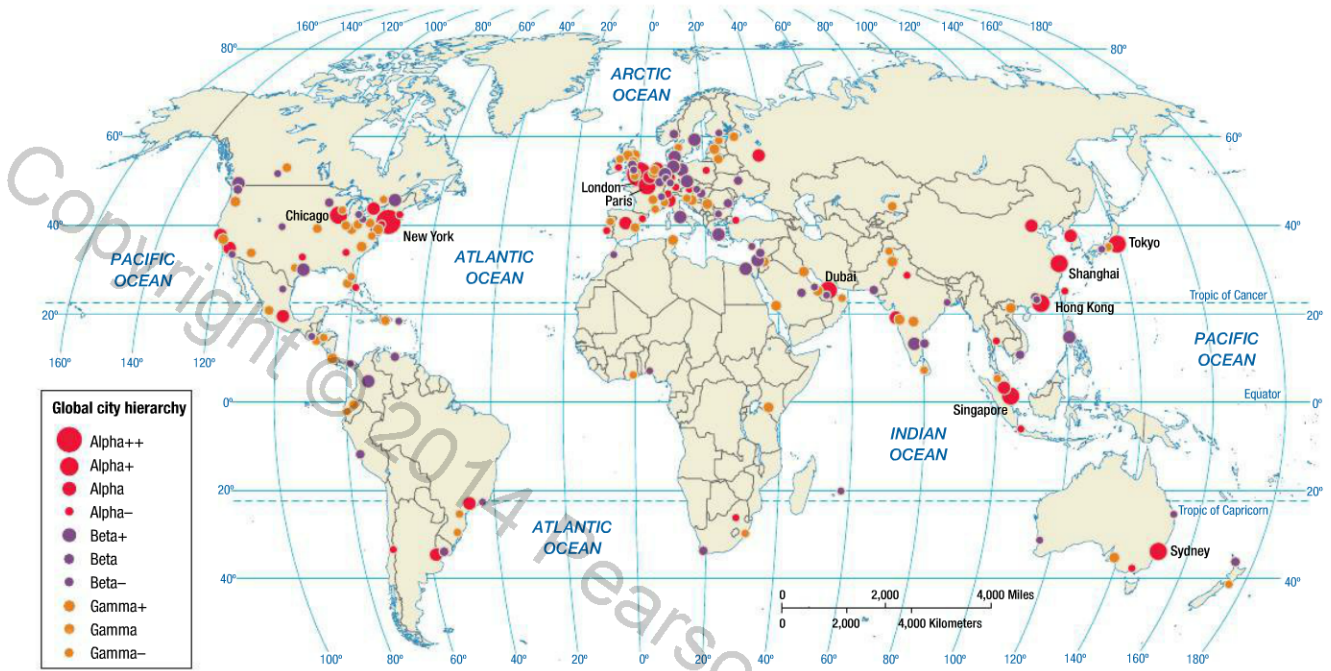 160° 140° 120° 100° 80° 60° 40° 20° 0° 20° 40° 60° 80° 100° 120° 140° 160° 180°
80° 80°
ARCTIC
OCEAN
60° 60°
London
Paris
Chicago
New York
40° 40°
Tokyo
PACIFIC
OCEAN
ATLANTIC
OCEAN
Dubai
Shanghai
Hong Kong
Tropic of Cancer
20° 20°
PACIFIC
OCEAN
160° 140° 120°
160° 180°
Equator
0° 0°
Singapore
INDIAN
OCEAN
20° 20°
Tropic of Capricorn
ATLANTIC
OCEAN
Sydney
40° 40°
0 2,000 4,000 Miles
0 2,000 4,000 Kilometers
100° 80° 60° 40° 20° 0° 20° 40° 60° 80° 100° 120° 140° 160° 180°
Global city hierarchy
Alpha++
Alpha+
Alpha
Alpha–
Beta+
Beta
Beta–
Gamma+
Gamma
Gamma–
Copyright © 2014 Pearso